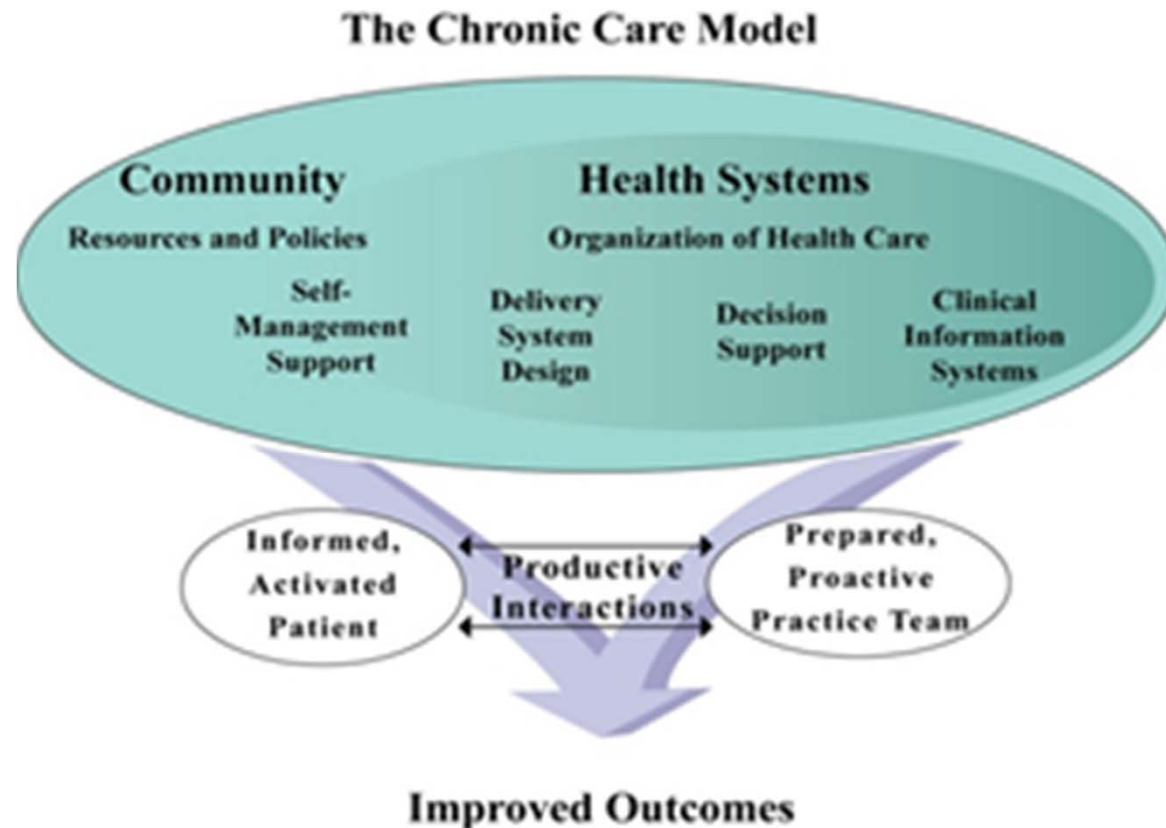 The Chronic Care Model
Community
Resources and Policies
Health Systems
Organization of Health Care
Self-
Management
Support
Delivery
System
Design
Decision
Support
Clinical
Information
Systems
Informed,
Activated
Patient
Productive
Interactions
Prepared,
Proactive
Practice Team
Improved Outcomes